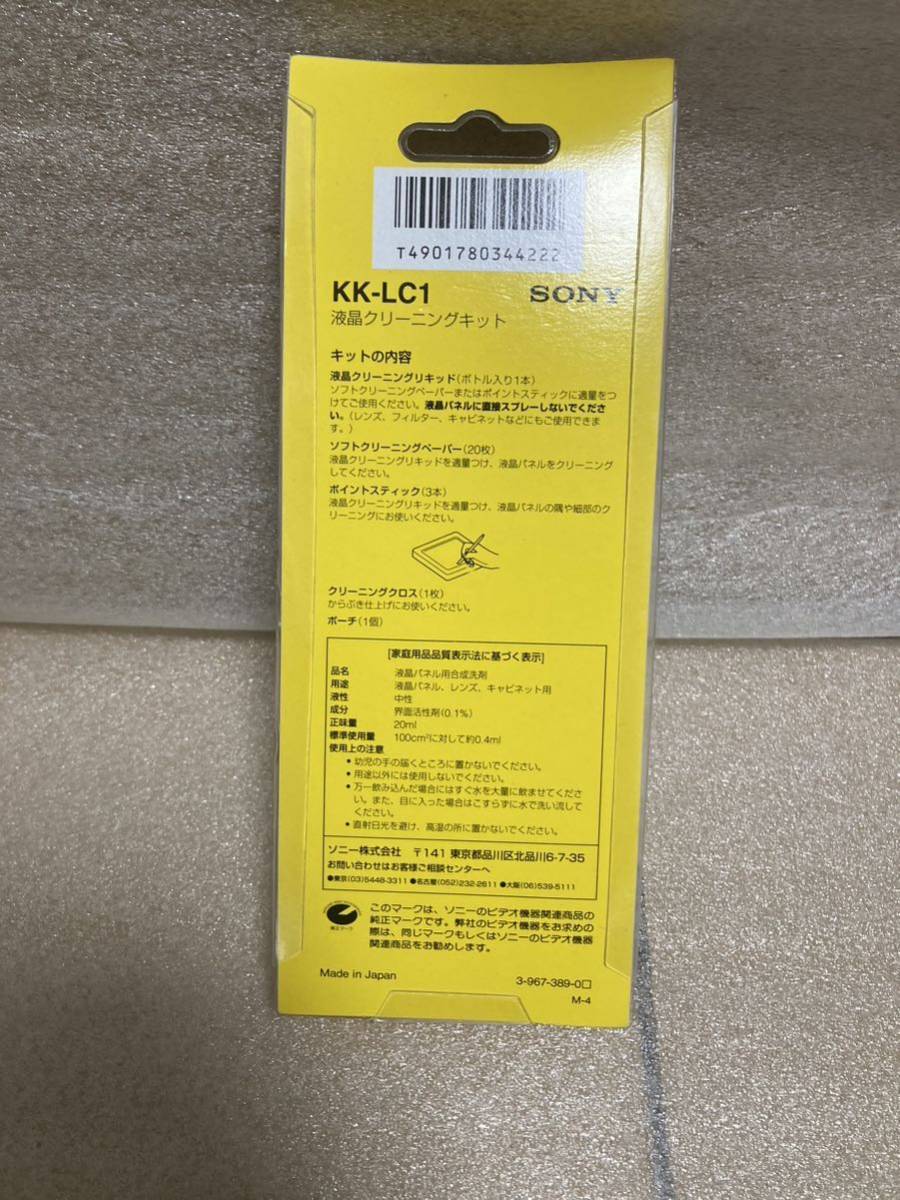 T4901780344222
KK-LC1
SONY
液晶クリーニングキット
キットの内容
液晶クリーニングリキッド(ボトル入り1本)
ソフトクリーニングペーパーまたはポイントスティックに適量をつ
けてご使用ください。液晶パネルに直接スプレーしないでくださ
い。(レンズ、フィルター、キャビネットなどにもご使用できま
す。)
ソフトクリーニングペーパー(20枚)
液晶クリーニングリキッドを適量つけ、液晶パネルをクリーニング
してください。
ポイントスティック(3本)
液晶クリーニングリキッドを適量つけ、液晶パネルの隅や細部のク
リーニングにお使いください。
クリーニングクロス(1枚)
からぶき仕上げにお使いください。
ポーチ(1個)
[家庭用品品質表示法に基づく表示]
品名 液晶パネル用合成洗剤
用途 液晶パネル、レンズ、キャビネット用
液性 中性
成分 界面活性剤(0.1%)
正味量 20ml
標準使用量 100cm²に対して約0.4ml
使用上の注意
• 幼児の手の届くところに置かないでください。
• 用途以外には使用しないでください。
• 万一飲み込んだ場合にはすぐ水を大量に飲ませてくださ
い。また、目に入った場合はこすらずに水で洗い流して
ください。
• 直射日光を避け、高温の所に置かないでください。
ソニー株式会社 〒141 東京都品川区北品川6-7-35
お問い合わせはお客様ご相談センターへ
●東京(03)5448-3311 ●名古屋(052)232-2611 ●大阪(06)539-5111
純正マーク
このマークは、ソニーのビデオ機器関連商品の
純正マークです。弊社のビデオ機器をお求めの
際は、同じマークもしくはソニーのビデオ機器
関連商品をお勧めします。
Made in Japan
3-967-389-0□
M-4